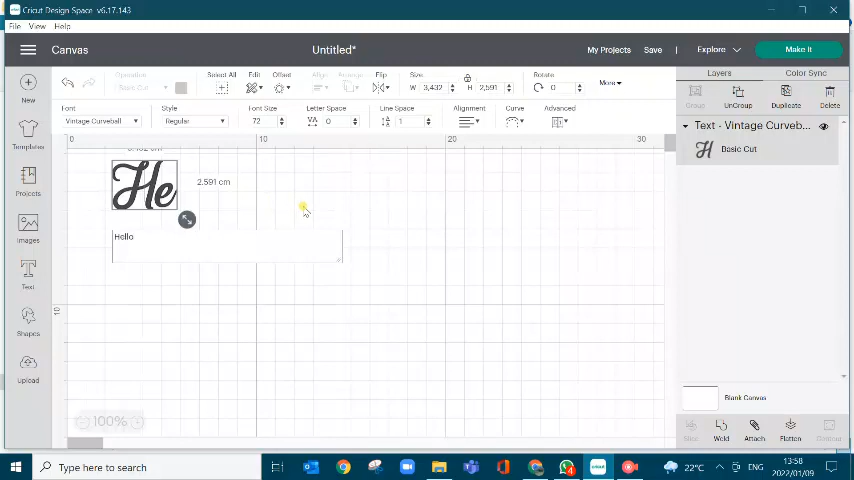 Cricut Design Space v6.17.143
File View Help
Canvas
Untitled*
My Projects Save | Explore Make It
Operation
Basic Cut
Select All
Edit
Offset
Align
Arrange
Flip
Size
W 3,432 H 2,591
Rotate
0
More
Layers Color Sync
Group UnGroup Duplicate Delete
Font
Vintage Curveball
Style
Regular
Font Size
72
Letter Space
VA 0
Line Space
1
Alignment
Curve
Advanced
New
Templates
Projects
Images
Text
Shapes
Upload
0 10 20 30
10
He
2.591 cm
Hello
Text - Vintage Curveb...
H Basic Cut
Blank Canvas
Slice Weld Attach Flatten Contour
100%
Type here to search
cricut
4
22°C
ENG
13:58
2022/01/09